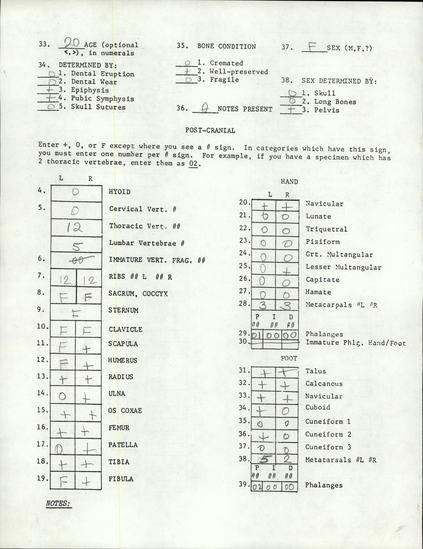 33. 20 AGE (optional
<,>), in numerals
34. DETERMINED BY:
0 1. Dental Eruption
0 2. Dental Wear
+ 3. Epiphysis
+ 4. Pubic Symphysis
0 5. Skull Sutures
35. BONE CONDITION
0 1. Cremated
+ 2. Well-preserved
0 3. Fragile
36. NOTES PRESENT
37. F SEX (M,F,?)
38. SEX DETERMINED BY:
0 1. Skull
0 2. Long Bones
+ 3. Pelvis
POST-CRANIAL
Enter +, 0, or F except where you see a # sign. In categories which have this sign,
you must enter one number per # sign. For example, if you have a specimen which has
2 thoracic vertebrae, enter them as 02.
L R
4. 0 HYOID
5. 0 Cervical Vert. #
12 Thoracic Vert. ##
5 Lumbar Vertebrae #
6. 00 IMMATURE VERT. FRAG. ##
7. 12 12 RIBS ## L ## R
8. F F SACRUM, COCCYX
9. F STERNUM
10. F F CLAVICLE
11. F + SCAPULA
12. F + HUMERUS
13. + + RADIUS
14. 0 + ULNA
15. + + OS COXAE
16. + + FEMUR
17. 0 + PATELLA
18. + + TIBIA
19. F + FIBULA
NOTES:
HAND
L R
20. + + Navicular
21. 0 Lunate
22. 0 0 Triquetral
23. 0 0 Pisiform
24. 0 0 Grt. Multangular
25. 0 + Lesser Multangular
26. 0 0 Capitate
27. 0 0 Hamate
28. 3 3 Metacarpals #L #R
P I D
## ## ##
29. 01 00 00 Phalanges
30. Immature Phlg. Hand/Foot
FOOT
31. + + Talus
32. + + Calcaneus
33. + + Navicular
34. + 0 Cuboid
35. 0 0 Cuneiform 1
36. + 0 Cuneiform 2
37. 0 0 Cuneiform 3
38. 5 2 Metatarsals #L #R
P I D
## ## ##
39. 02 00 00 Phalanges